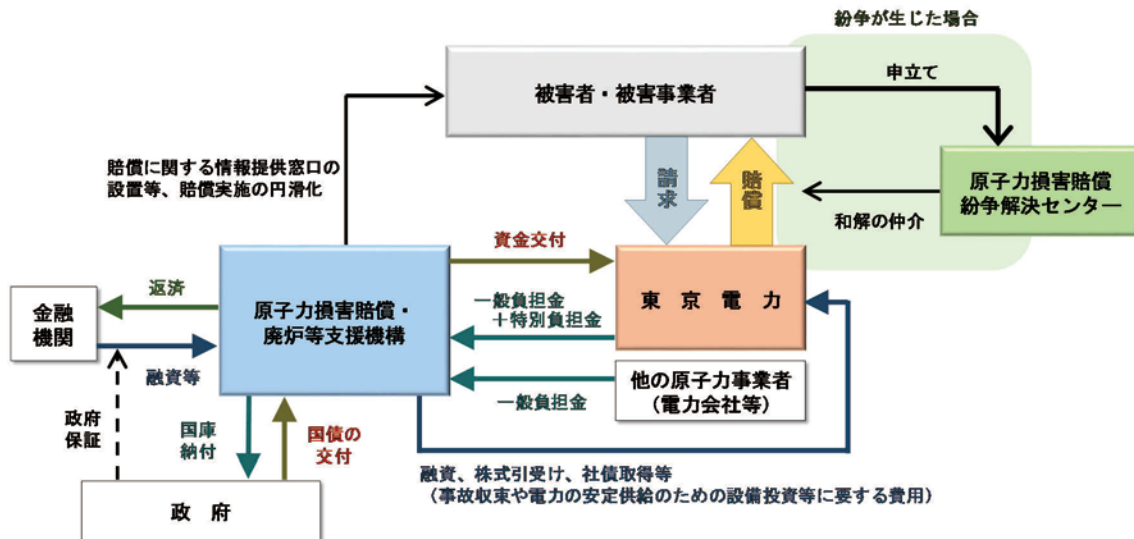 紛争が生じた場合
被害者・被害事業者
申立て
賠償に関する情報提供窓口の
設置等、賠償実施の円滑化
請求
賠償
原子力損害賠償
紛争解決センター
和解の仲介
資金交付
返済
金融
機関
原子力損害賠償・
廃炉等支援機構
一般負担金
＋特別負担金
東京電力
融資等
他の原子力事業者
（電力会社等）
一般負担金
政府
保証
国庫
納付
国債の
交付
融資、株式引受け、社債取得等
（事故収束や電力の安定供給のための設備投資等に要する費用）
政府